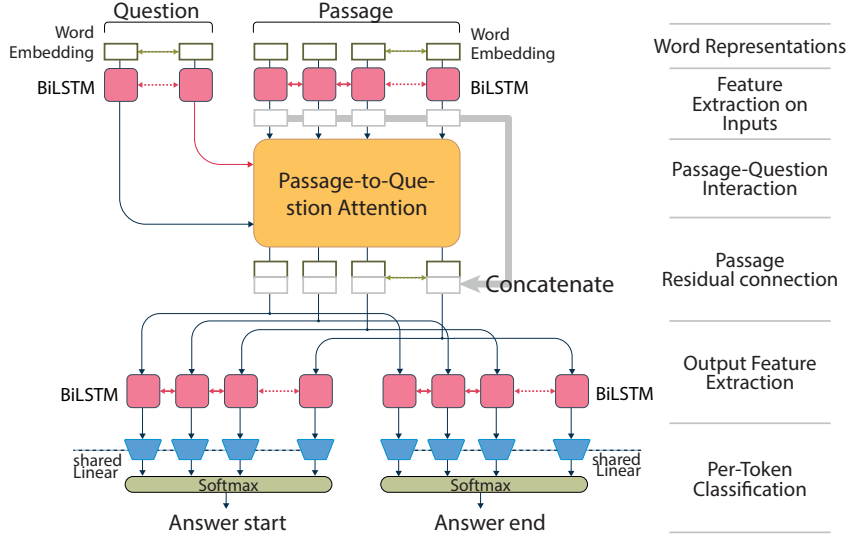 Question
Passage
Word
Embedding
Word
Embedding
Word Representations
BiLSTM
BiLSTM
Feature
Extraction on
Inputs
Passage-to-Que-
stion Attention
Passage-Question
Interaction
Concatenate
Passage
Residual connection
BiLSTM
BiLSTM
Output Feature
Extraction
shared
Linear
shared
Linear
Softmax
Softmax
Per-Token
Classification
Answer start
Answer end